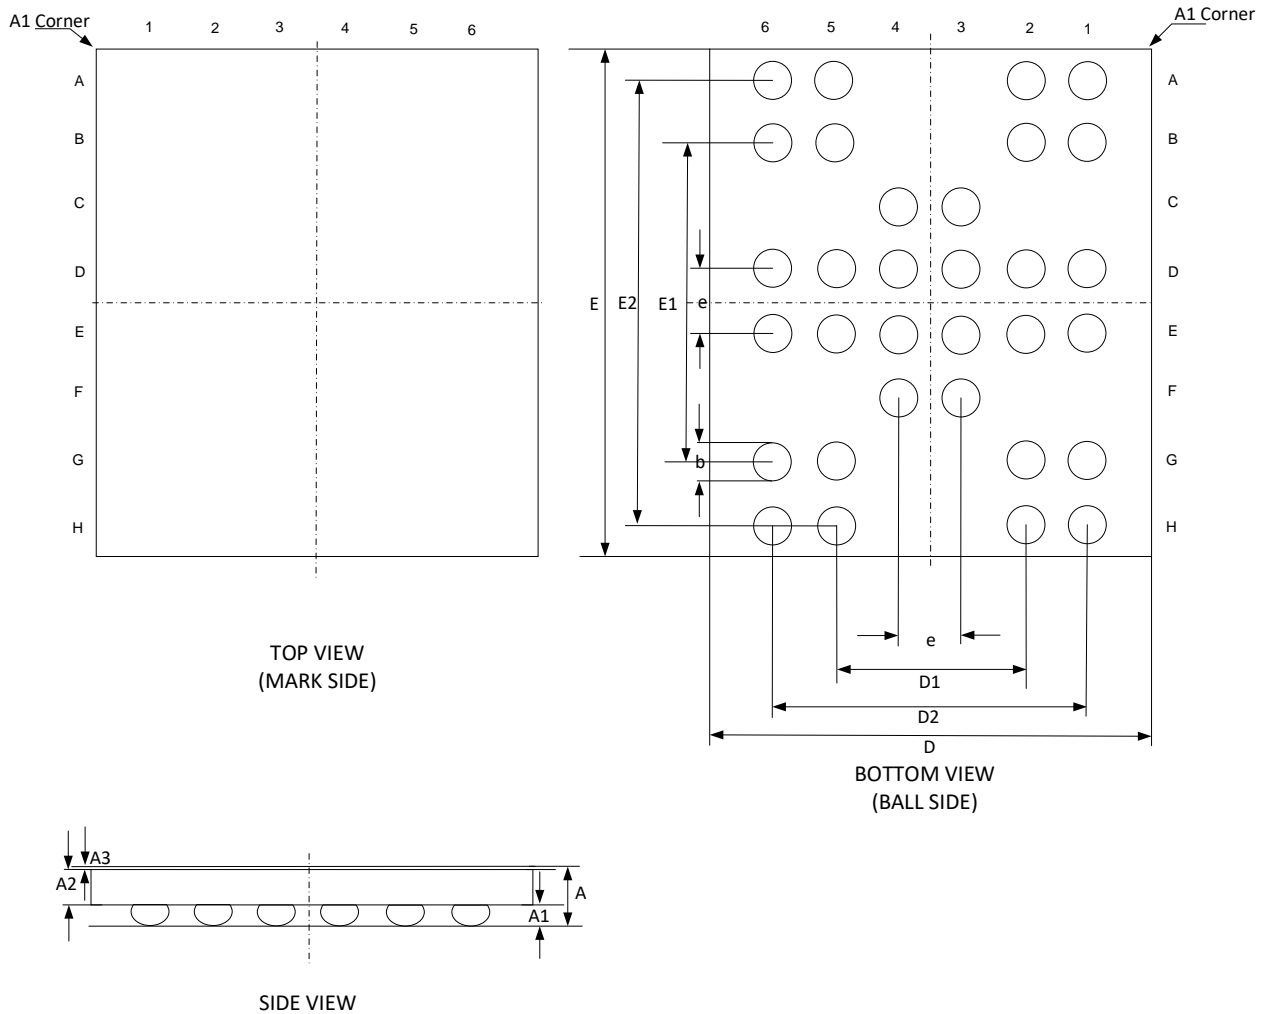 A1 Corner
1 2 3 4 5 6
A
B
C
D
E
F
G
H
TOP VIEW
(MARK SIDE)
A1 Corner
6 5 4 3 2 1
A
B
C
D
E
F
G
H
E
E2
E1
e
b
e
D1
D2
D
BOTTOM VIEW
(BALL SIDE)
A3
A2
A
A1
SIDE VIEW